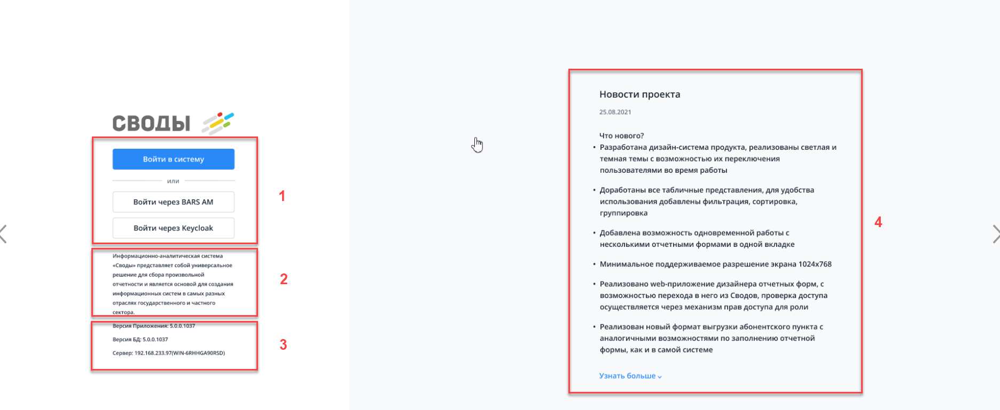 СВОДЫ
Войти в систему
или
Войти через BARS AM
Войти через Keycloak
1
Информационно-аналитическая система
«Своды» представляет собой универсальное
решение для сбора произвольной
отчетности и является основой для создания
информационных систем в самых разных
отраслях государственного и частного
сектора.
2
Версия Приложения: 5.0.0.1037
Версия БД: 5.0.0.1037
Сервер: 192.168.233.97(WIN-6RHHGA90RSD)
3
Новости проекта
25.08.2021
Что нового?
• Разработана дизайн-система продукта, реализованы светлая и
темная темы с возможностью их переключения
пользователями во время работы
• Доработаны все табличные представления, для удобства
использования добавлены фильтрация, сортировка,
группировка
• Добавлена возможность одновременной работы с
несколькими отчетными формами в одной вкладке
• Минимальное поддерживаемое разрешение экрана 1024x768
• Реализовано web-приложение дизайнера отчетных форм, с
возможностью перехода в него из Сводов, проверка доступа
осуществляется через механизм прав доступа для роли
• Реализован новый формат выгрузки абонентского пункта с
аналогичными возможностями по заполнению отчетной
формы, как и в самой системе
Узнать больше
4